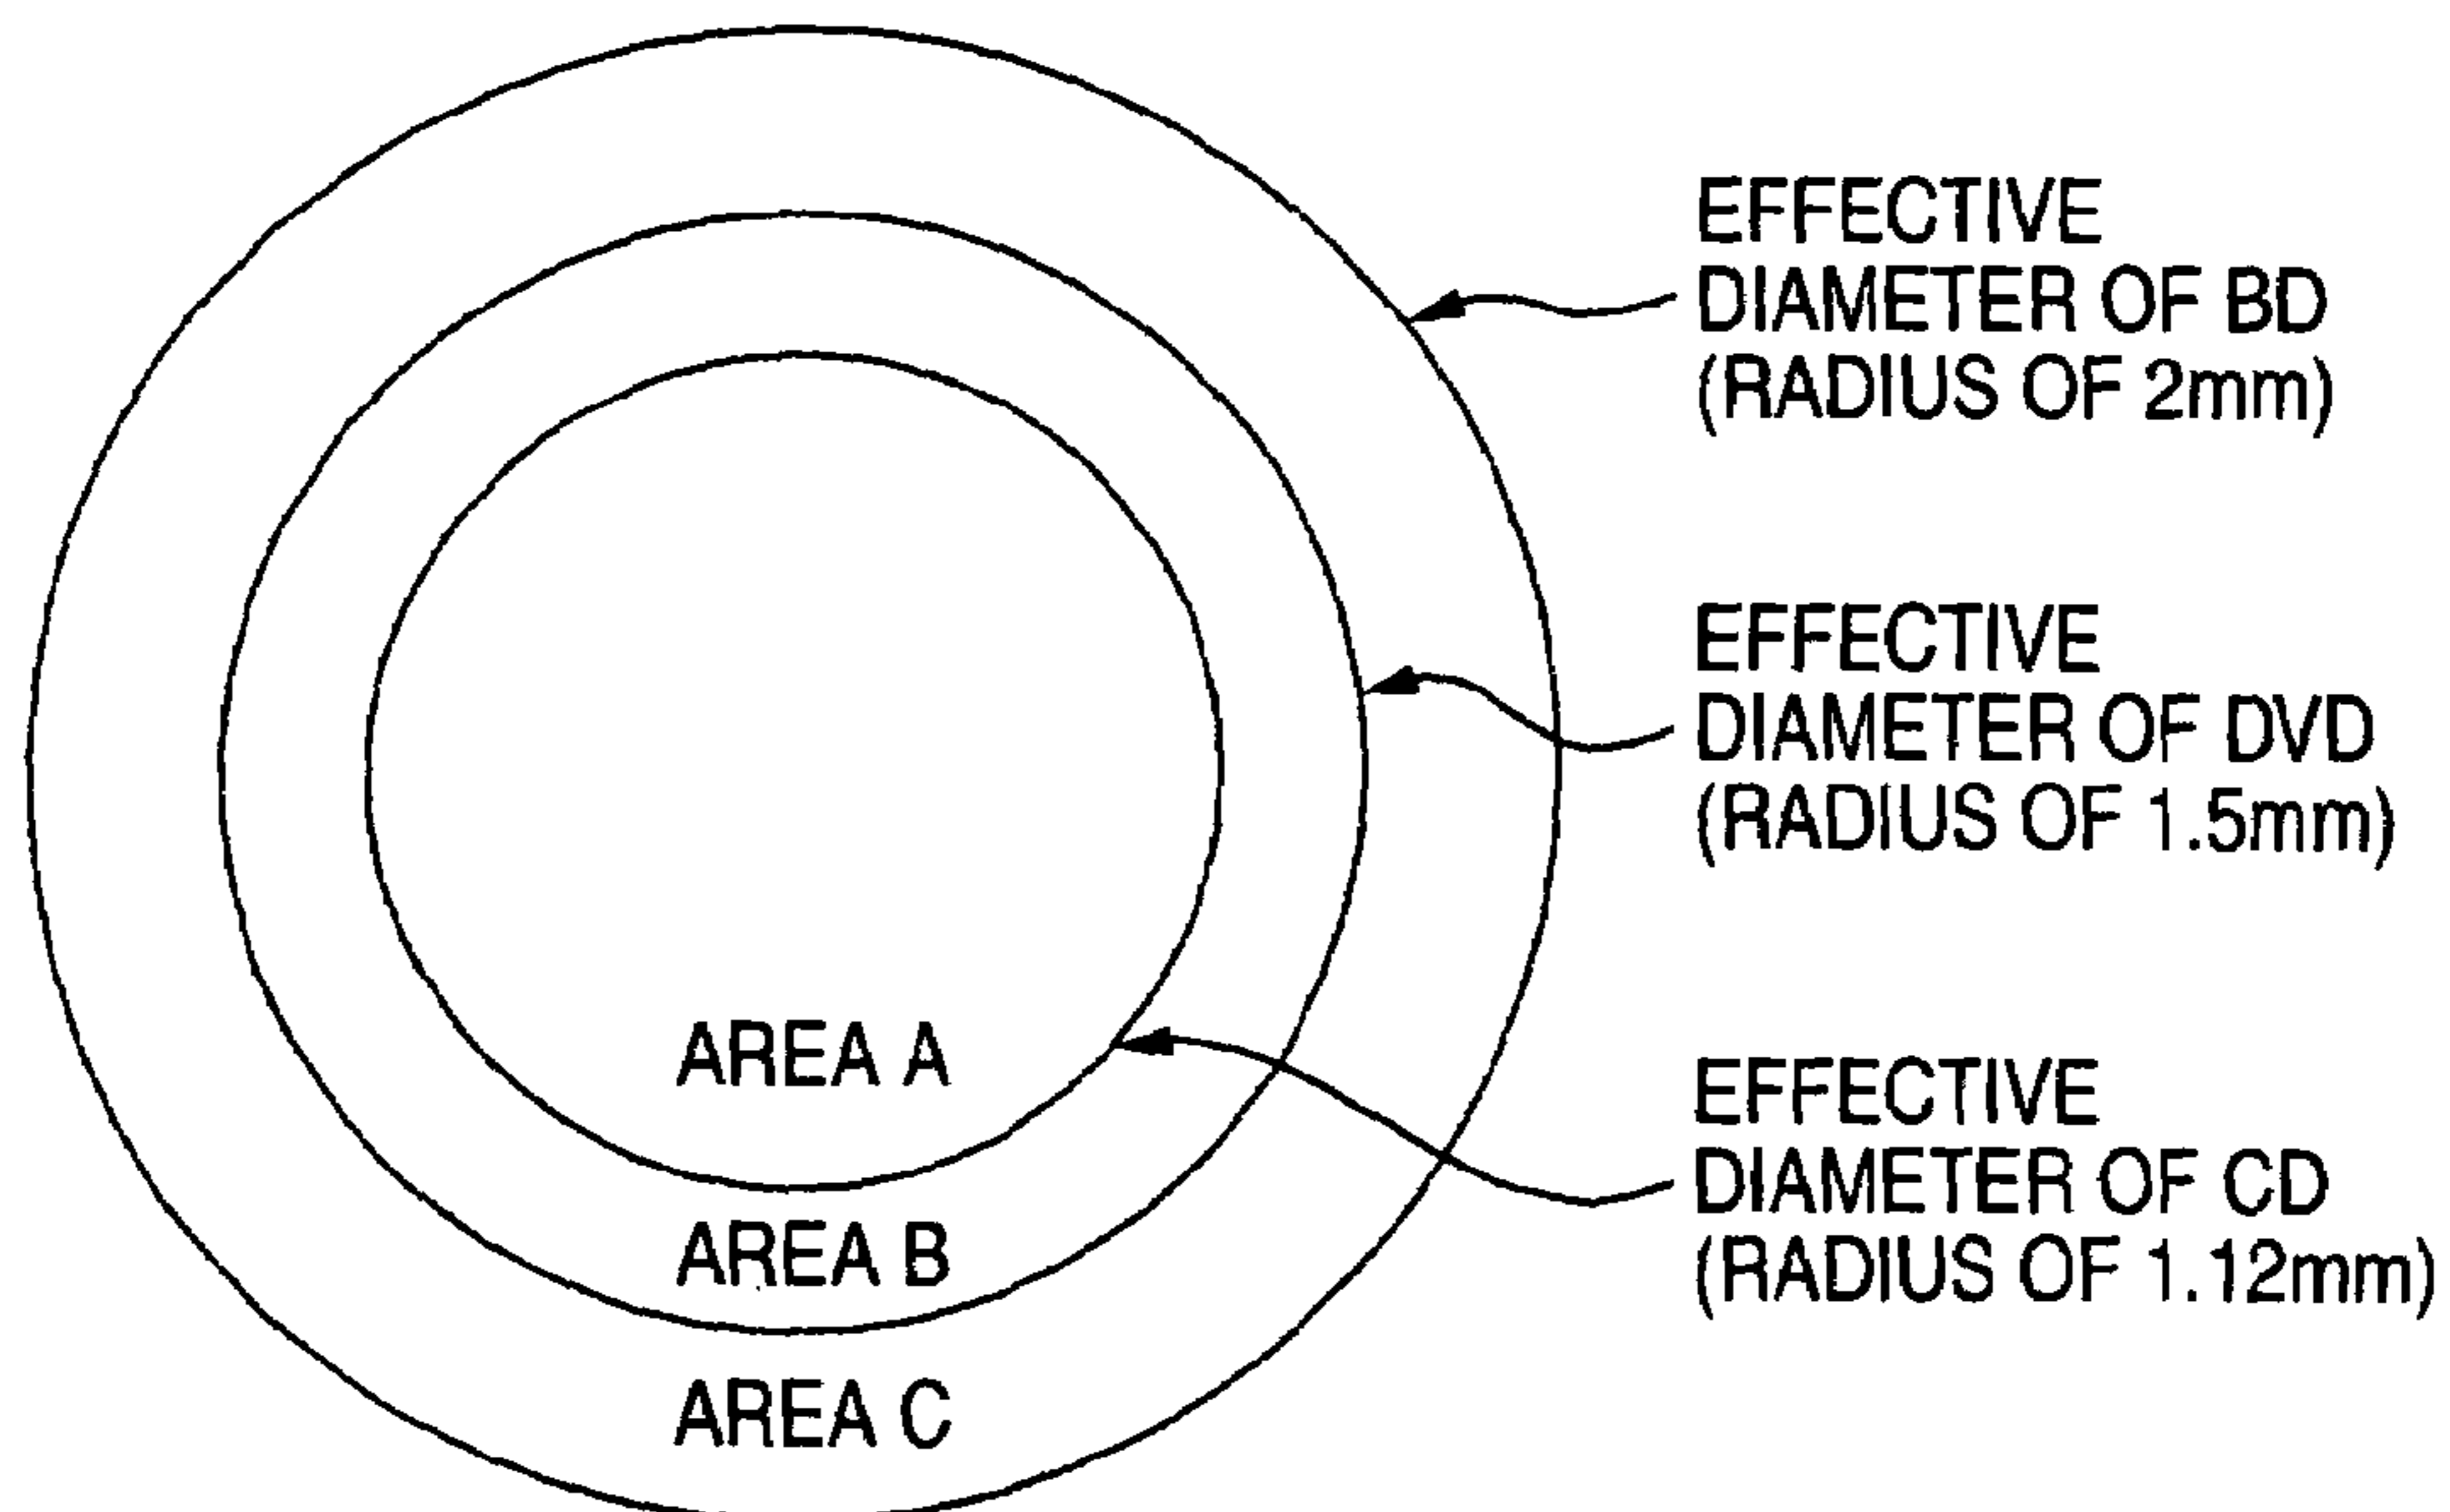 EFFECTIVE
DIAMETER OF BD
(RADIUS OF 2mm)
EFFECTIVE
DIAMETER OF DVD
(RADIUS OF 1.5mm)
EFFECTIVE
DIAMETER OF CD
(RADIUS OF 1.12mm)
AREA A
AREA B
AREA C